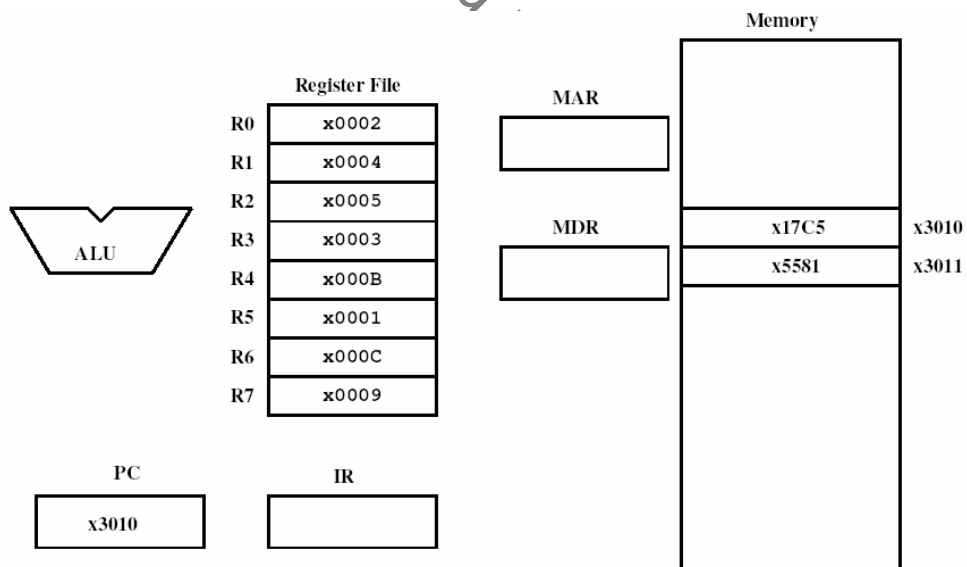 Memory
Register File
MAR
R0 x0002
R1 x0004
R2 x0005
x17C5 x3010
R3 x0003
MDR
ALU
x5581 x3011
R4 x000B
R5 x0001
R6 x000C
R7 x0009
PC
IR
x3010